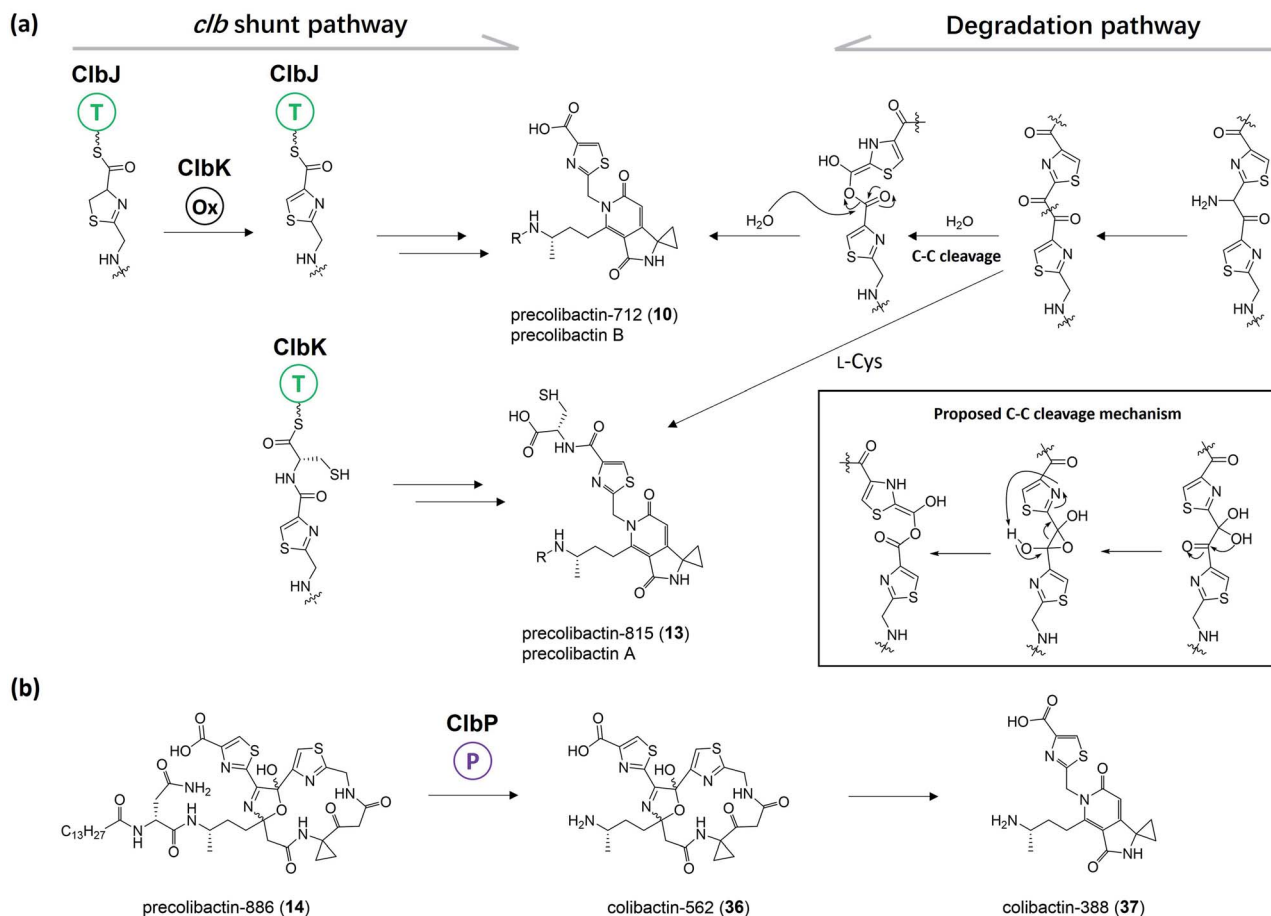 (a)
clb shunt pathway
Degradation pathway
ClbJ
T
S
O
S
N
HN
ClbK
Ox
ClbJ
T
S
O
N
S
HN
HO
O
N
S
O
N
H
N
R
O
NH
precolibactin-712 (10)
precolibactin B
H2O
O
HN
HO
S
O
O
N
S
HN
H2O
C-C cleavage
O
N
S
O
O
N
S
HN
O
N
S
H2N
O
N
S
HN
L-Cys
ClbK
T
S
O
SH
NH
O
N
S
HN
SH
HO
O
N
H
O
N
S
O
N
H
N
R
O
NH
precolibactin-815 (13)
precolibactin A
Proposed C-C cleavage mechanism
O
NH
S
OH
O
O
N
S
NH
O
N
S
H
OH
O
O
N
S
NH
O
N
S
OH
O
OH
N
S
NH
(b)
O
HO
S
N
S
HO
N
N
O
O
NH2
O
C13H27
N
H
O
N
H
HN
O
O
H
N
O
precolibactin-886 (14)
ClbP
P
O
HO
S
N
S
HO
N
N
O
H2N
HN
O
O
H
N
O
colibactin-562 (36)
HO
O
N
S
O
N
H2N
O
NH
colibactin-388 (37)